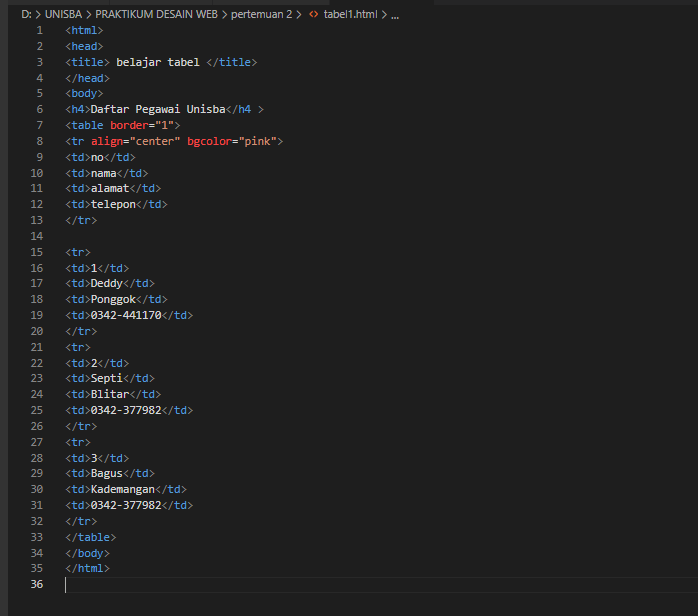 D: > UNISBA > PRAKTIKUM DESAIN WEB > pertemuan 2 > <> tabel1.html > ...
1 <html>
2 <head>
3 <title> belajar tabel </title>
4 </head>
5 <body>
6 <h4>Daftar Pegawai Unisba</h4 >
7 <table border="1">
8 <tr align="center" bgcolor="pink">
9 <td>no</td>
10 <td>nama</td>
11 <td>alamat</td>
12 <td>telepon</td>
13 </tr>
14
15 <tr>
16 <td>1</td>
17 <td>Deddy</td>
18 <td>Ponggok</td>
19 <td>0342-441170</td>
20 </tr>
21 <tr>
22 <td>2</td>
23 <td>Septi</td>
24 <td>Blitar</td>
25 <td>0342-377982</td>
26 </tr>
27 <tr>
28 <td>3</td>
29 <td>Bagus</td>
30 <td>Kademangan</td>
31 <td>0342-377982</td>
32 </tr>
33 </table>
34 </body>
35 </html>
36